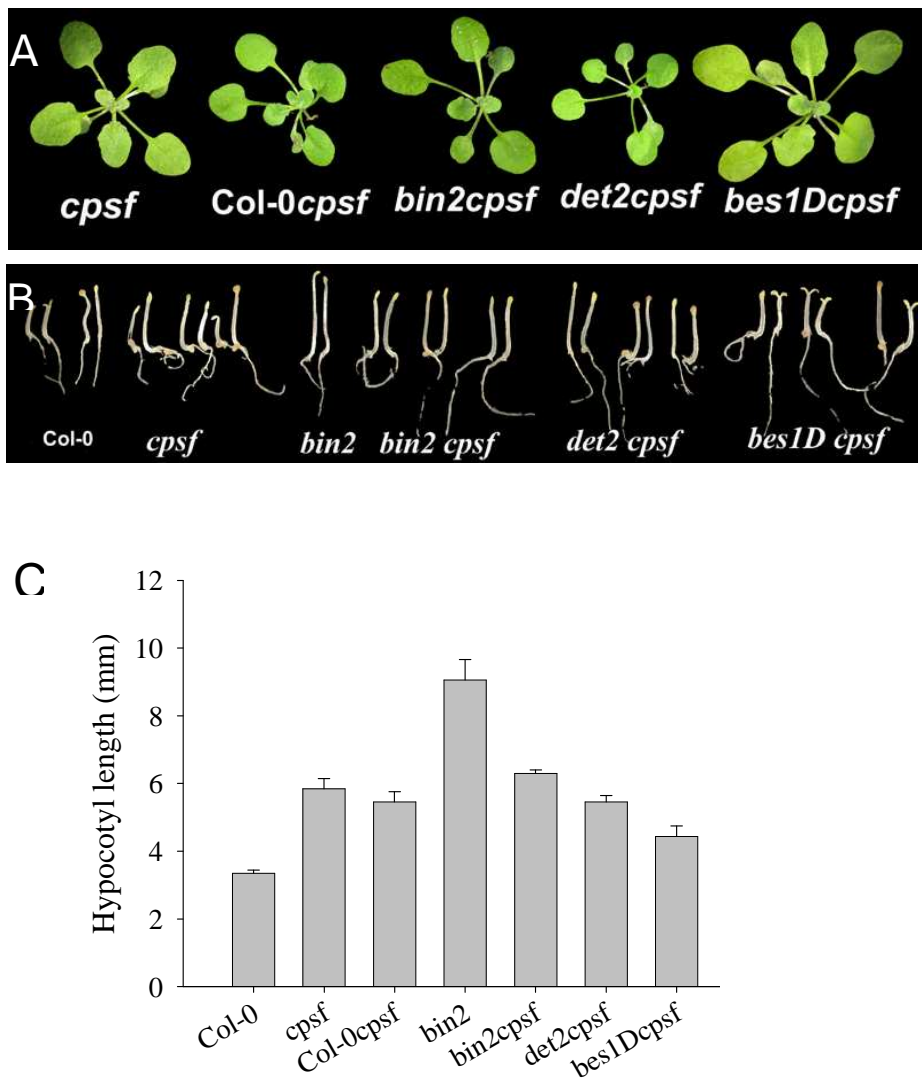 A
cpsf Col-0cpsf bin2cpsf det2cpsf bes1Dcpsf
B
Col-0 cpsf bin2 bin2 cpsf det2 cpsf bes1D cpsf
C
Hypocotyl length (mm)
12
10
8
6
4
2
0
Col-0 cpsf Col-0cpsf bin2 bin2cpsf det2cpsf bes1Dcpsf